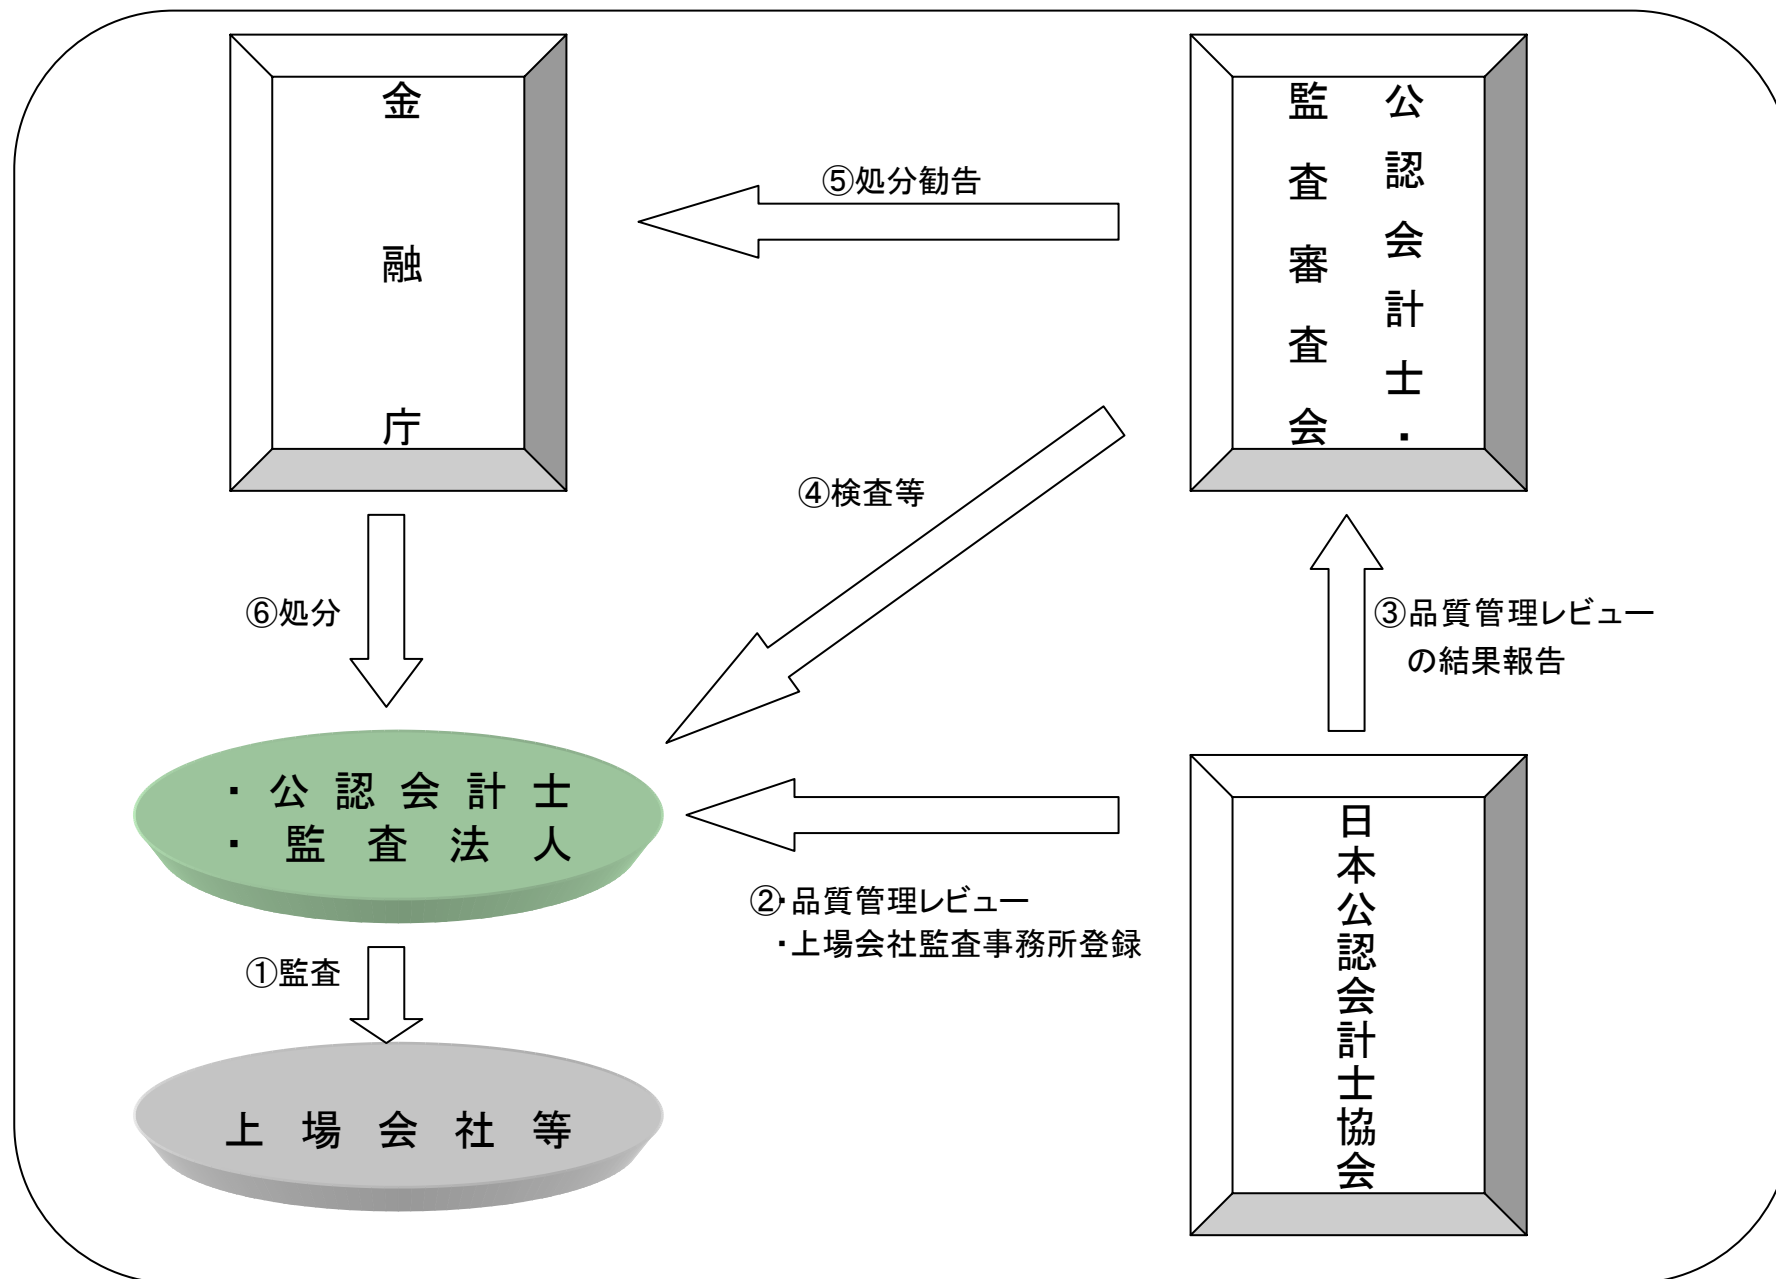 金融庁
公認会計士・
監査審査会
⑤処分勧告
④検査等
⑥処分
③品質管理レビュー
の結果報告
・公認会計士
・監査法人
②・品質管理レビュー
・上場会社監査事務所登録
①監査
上場会社等
日本公認会計士協会